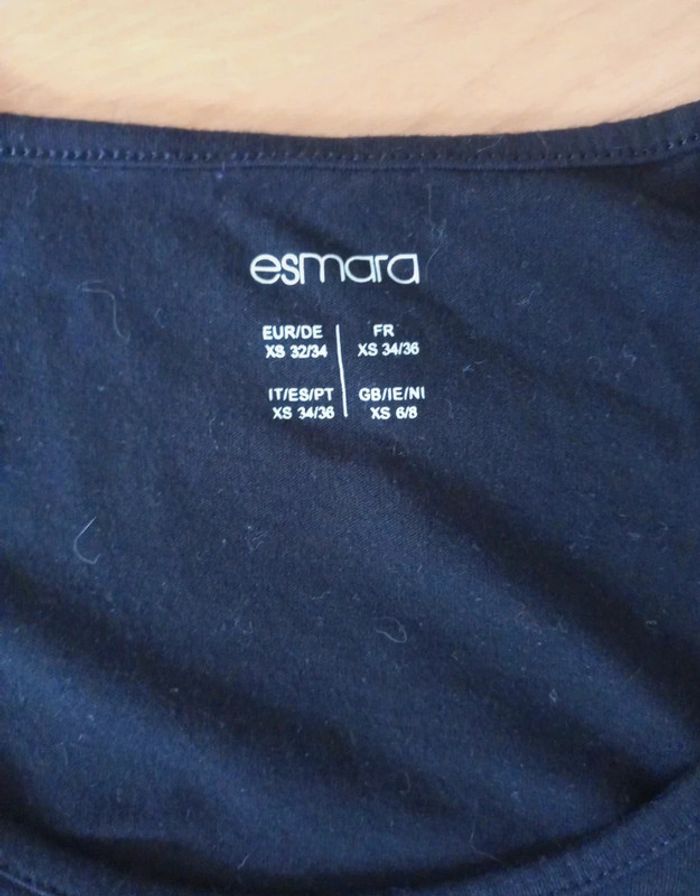 esmara
EUR/DE FR
XS 32/34 XS 34/36
IT/ES/PT GB/IE/NI
XS 34/36 XS 6/8